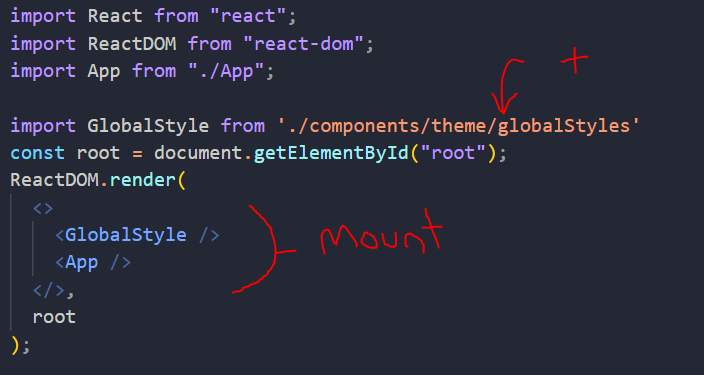 import React from "react";
import ReactDOM from "react-dom";
import App from "./App";
+
import GlobalStyle from './components/theme/globalStyles'
const root = document.getElementById("root");
ReactDOM.render(
<>
<GlobalStyle />
<App />
</>,
root
);
mount